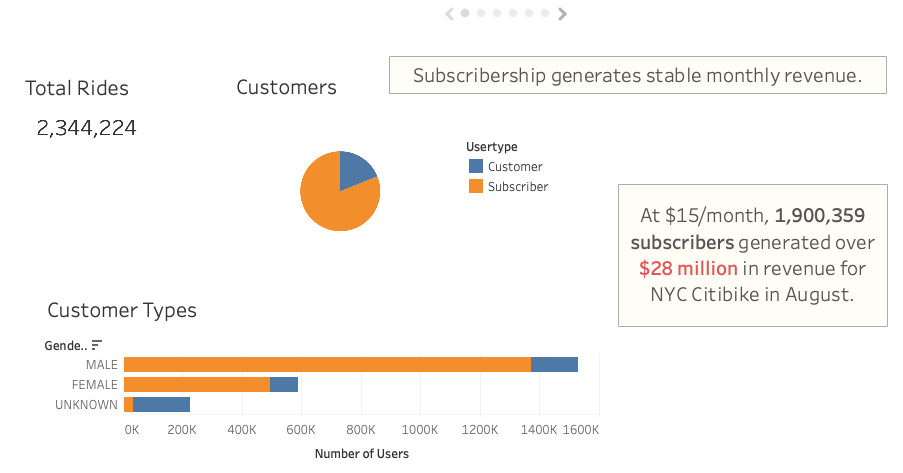 Subscribership generates stable monthly revenue.
Total Rides
2,344,224
Customers
Usertype
Customer
Subscriber
At $15/month, 1,900,359
subscribers generated over
$28 million in revenue for
NYC Citibike in August.
Customer Types
Gende..
MALE
FEMALE
UNKNOWN
0K 200K 400K 600K 800K 1000K 1200K 1400K 1600K
Number of Users